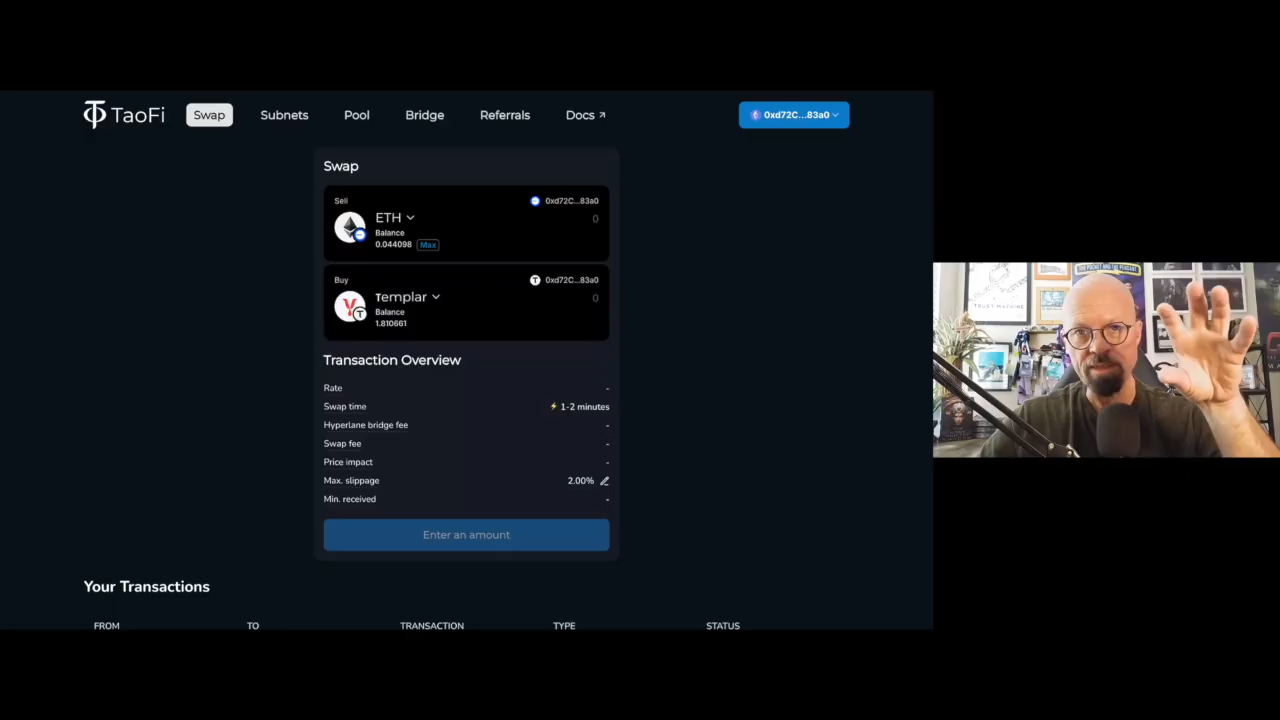 TaoFi
Swap
Subnets
Pool
Bridge
Referrals
Docs
0xd72C...83a0
Swap
Sell
0xd72C...83a0
ETH
0
Balance
0.044098
Max
Buy
0xd72C...83a0
Templar
0
Balance
1.810661
Transaction Overview
Rate
-
Swap time
1-2 minutes
Hyperlane bridge fee
-
Swap fee
-
Price impact
-
Max. slippage
2.00%
Min. received
-
Enter an amount
Your Transactions
FROM
TO
TRANSACTION
TYPE
STATUS
TRUST MACHINE